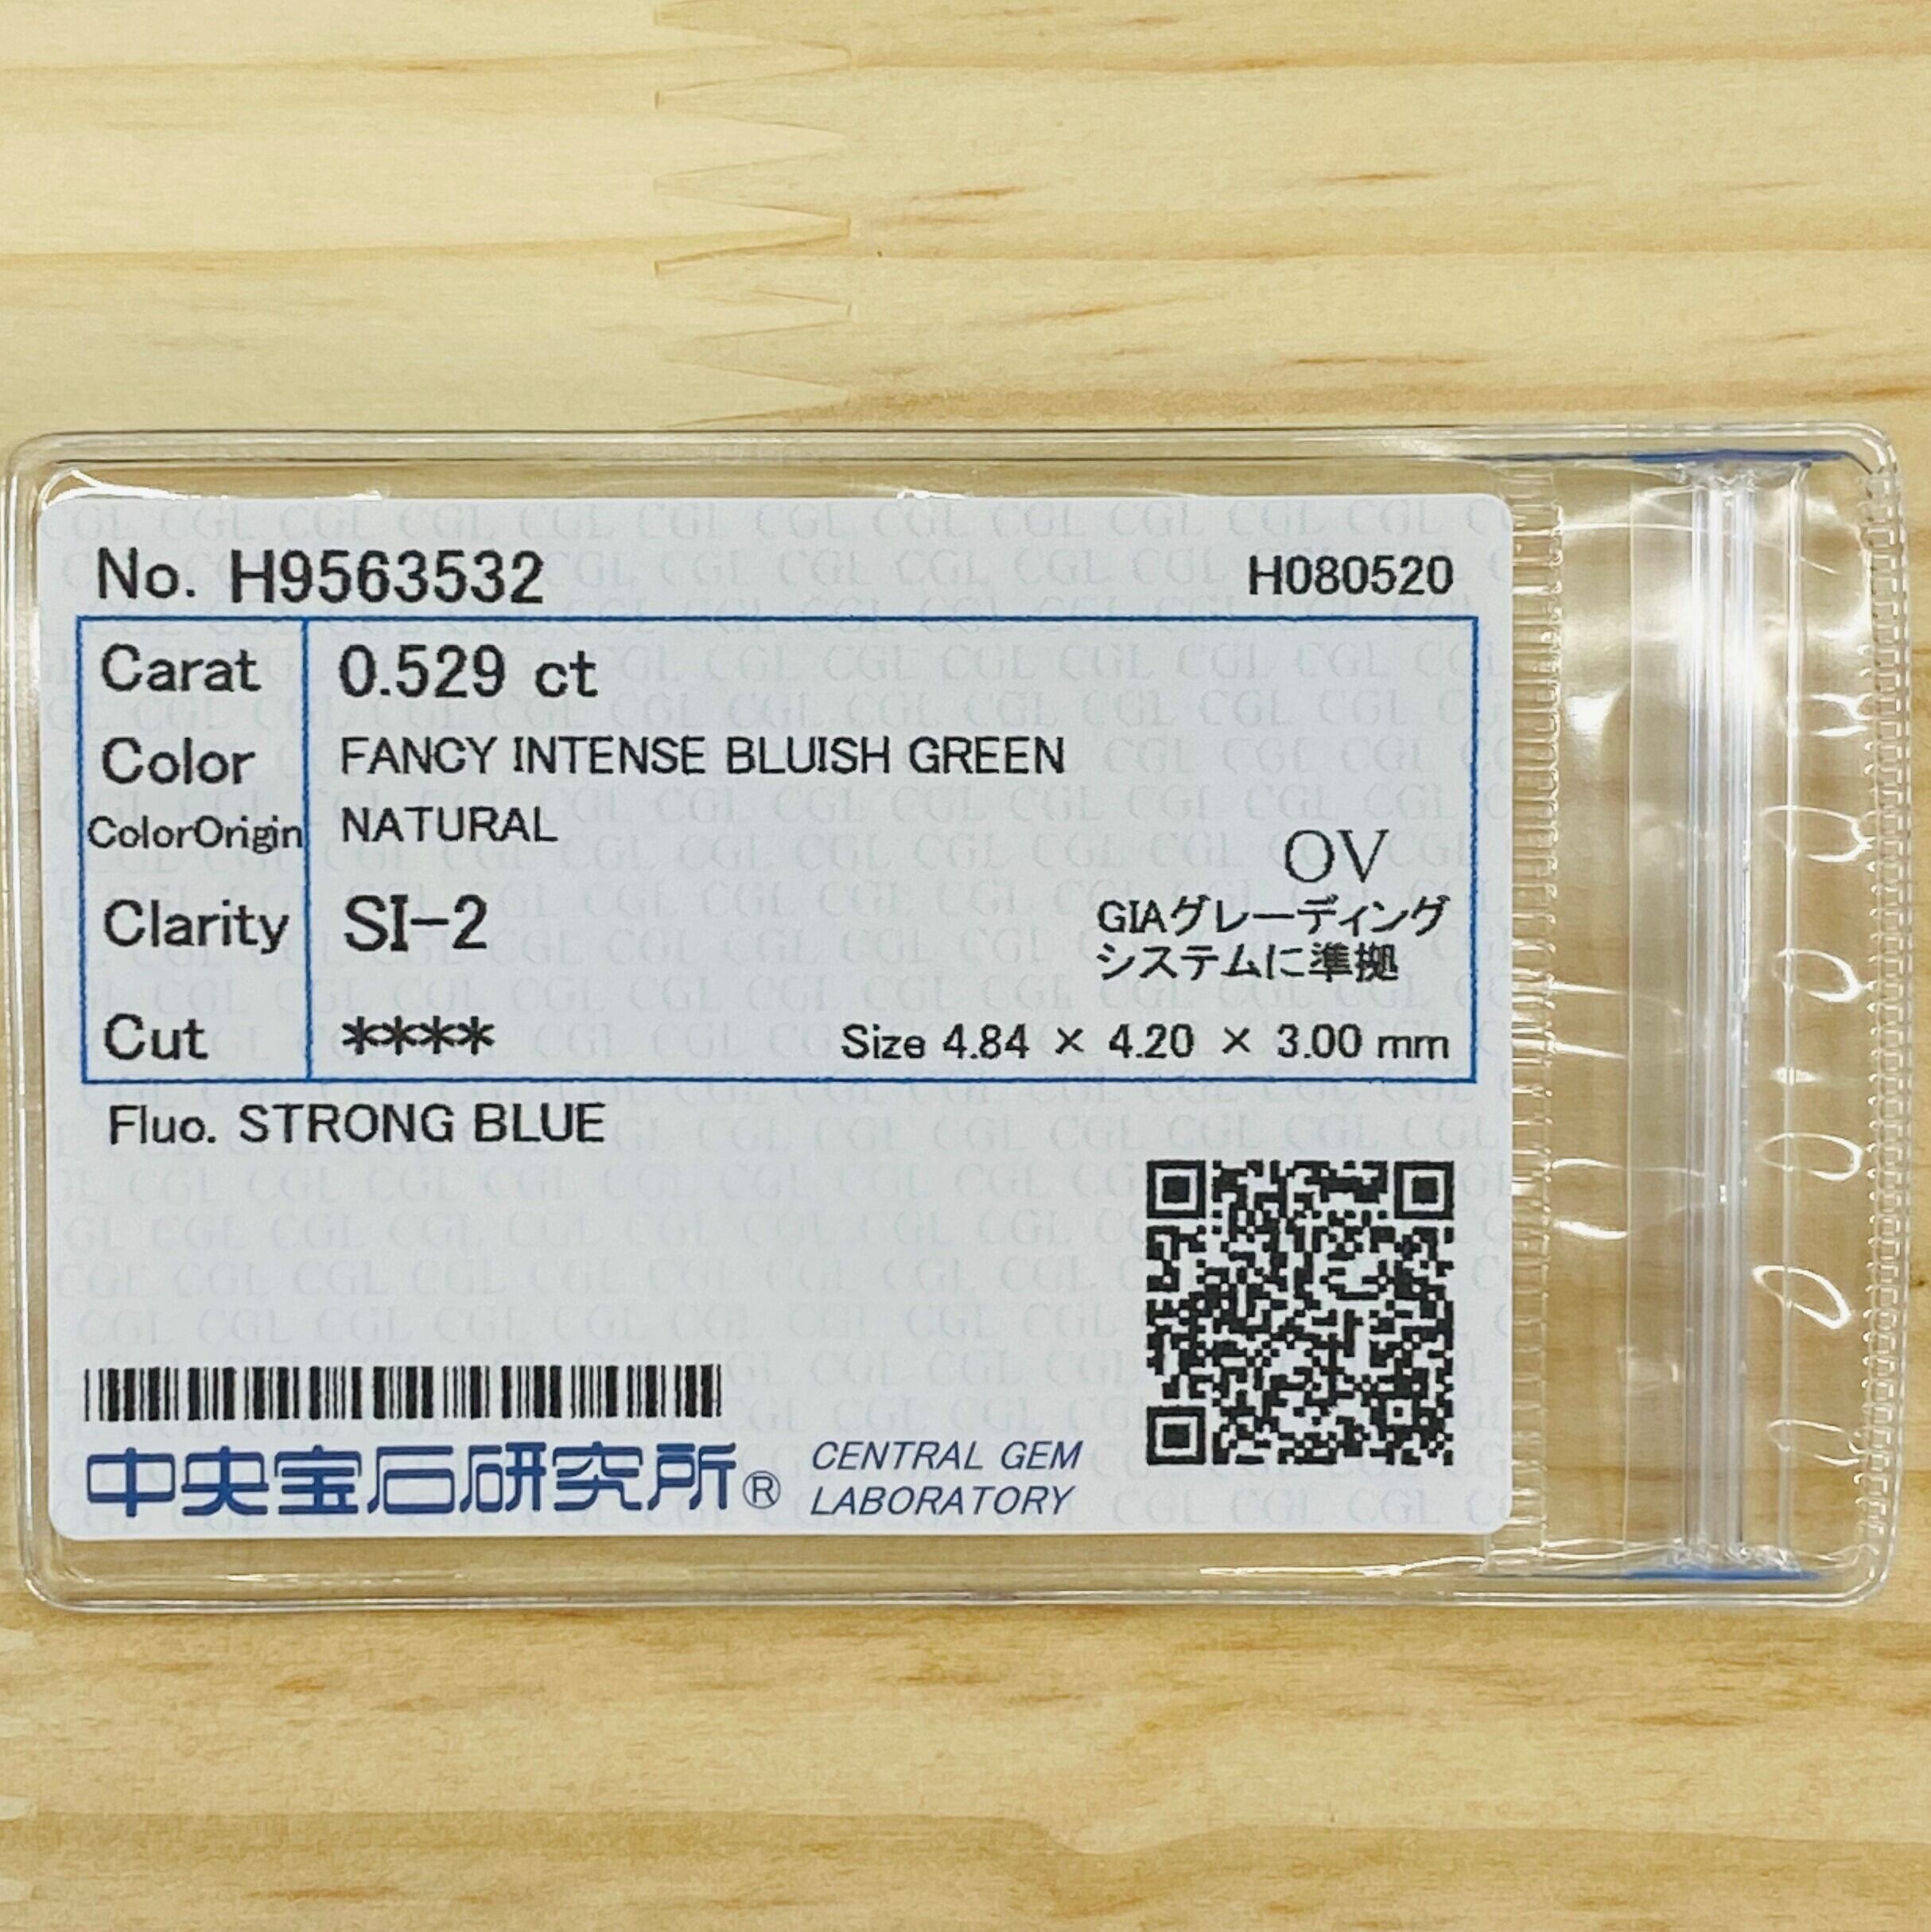 No. H9563532
H080520
Carat 0.529 ct
Color FANCY INTENSE BLUISH GREEN
ColorOrigin NATURAL
OV
Clarity SI-2
GIAグレーディング
システムに準拠
Cut ****
Size 4.84 × 4.20 × 3.00 mm
Fluo. STRONG BLUE
中央宝石研究所®
CENTRAL GEM
LABORATORY